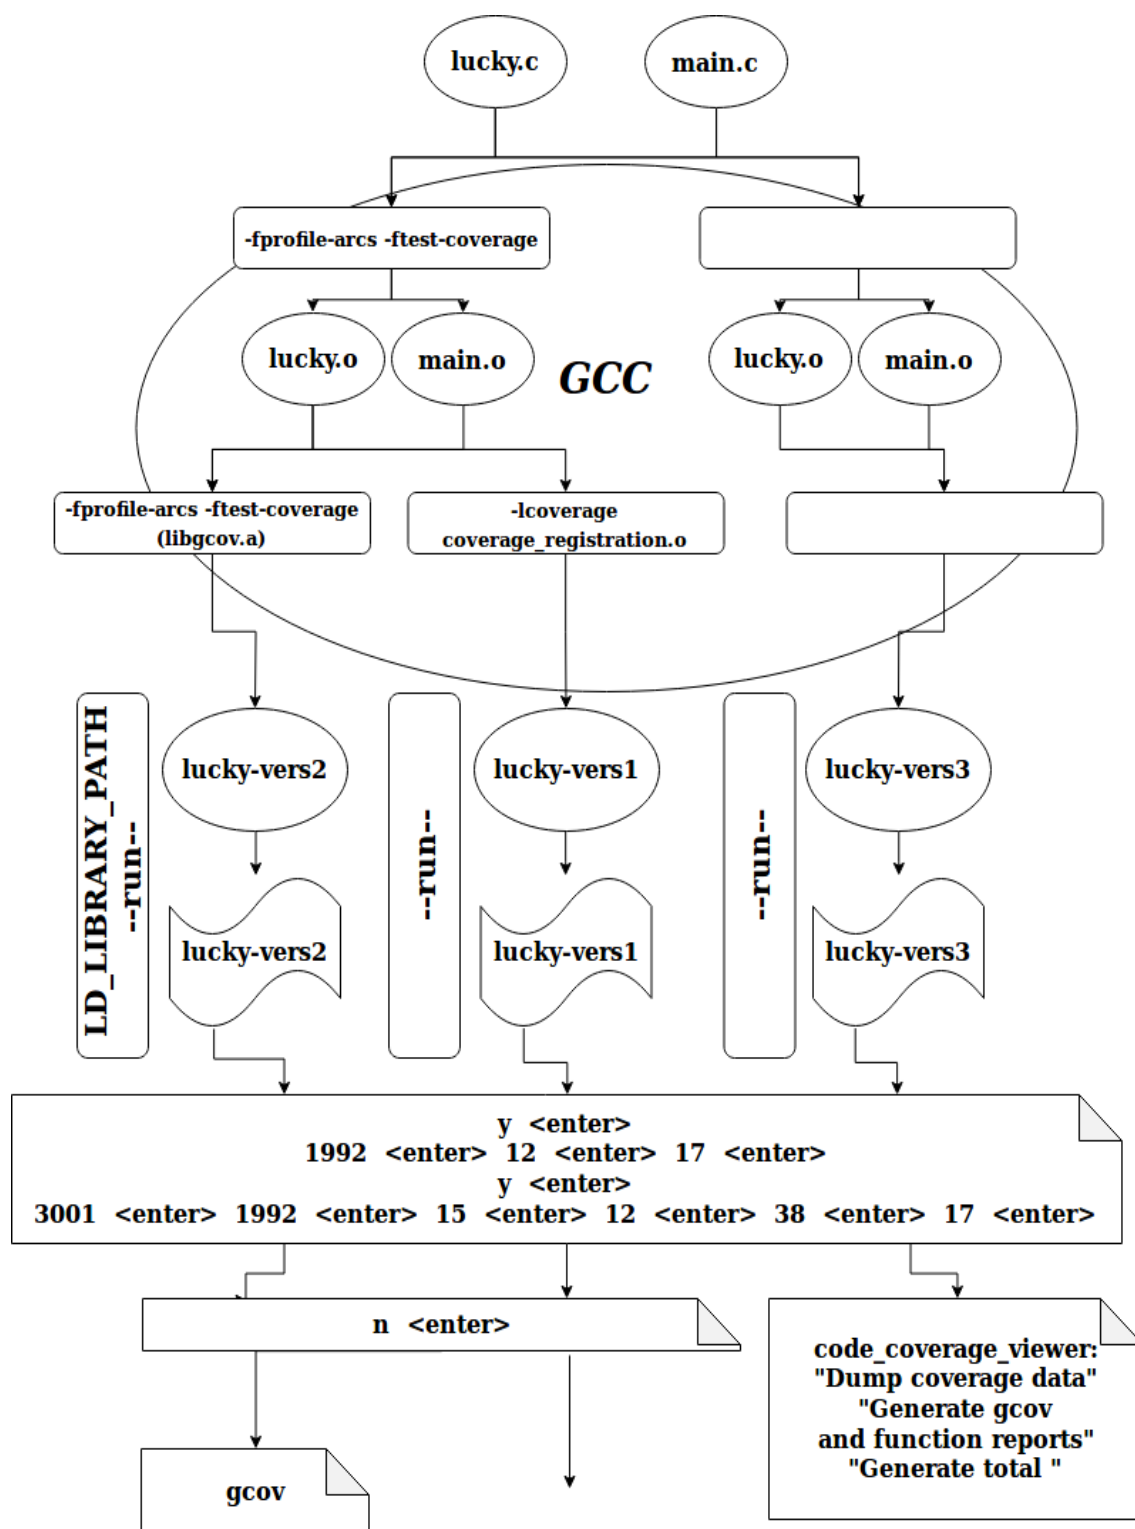 lucky.c
main.c
-fprofile-arcs -ftest-coverage
lucky.o
main.o
GCC
lucky.o
main.o
-fprofile-arcs -ftest-coverage
(libgcov.a)
-lcoverage
coverage_registration.o
LD_LIBRARY_PATH
--run--
lucky-vers2
--run--
lucky-vers1
--run--
lucky-vers3
lucky-vers2
lucky-vers1
lucky-vers3
y <enter>
1992 <enter> 12 <enter> 17 <enter>
y <enter>
3001 <enter> 1992 <enter> 15 <enter> 12 <enter> 38 <enter> 17 <enter>
n <enter>
code_coverage_viewer:
"Dump coverage data"
"Generate gcov
and function reports"
"Generate total "
gcov